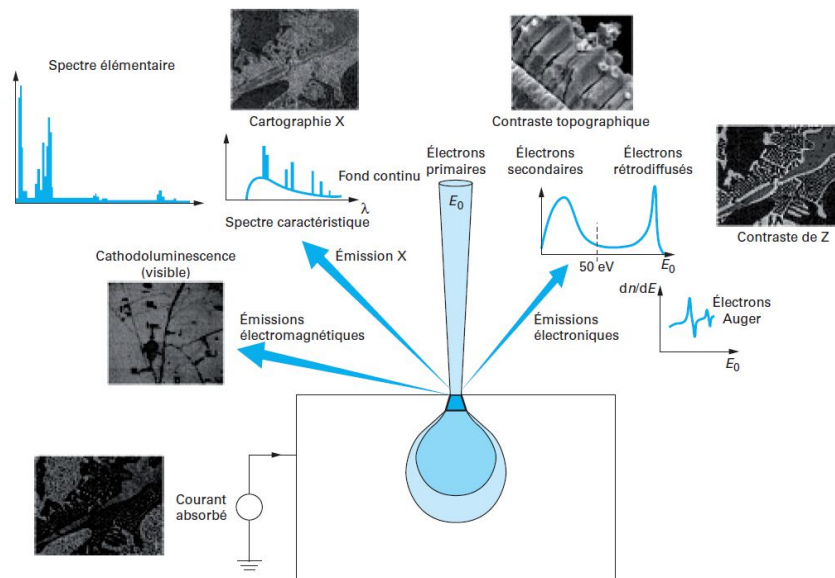 Spectre élémentaire
Cartographie X
Fond continu
λ
Spectre caractéristique
Contraste topographique
Électrons
primaires
E0
Électrons
secondaires
Électrons
rétrodiffusés
50 eV
E0
Contraste de Z
dn/dE
Électrons
Auger
E0
Cathodoluminescence
(visible)
Émission X
Émissions
électromagnétiques
Émissions
électroniques
Courant
absorbé